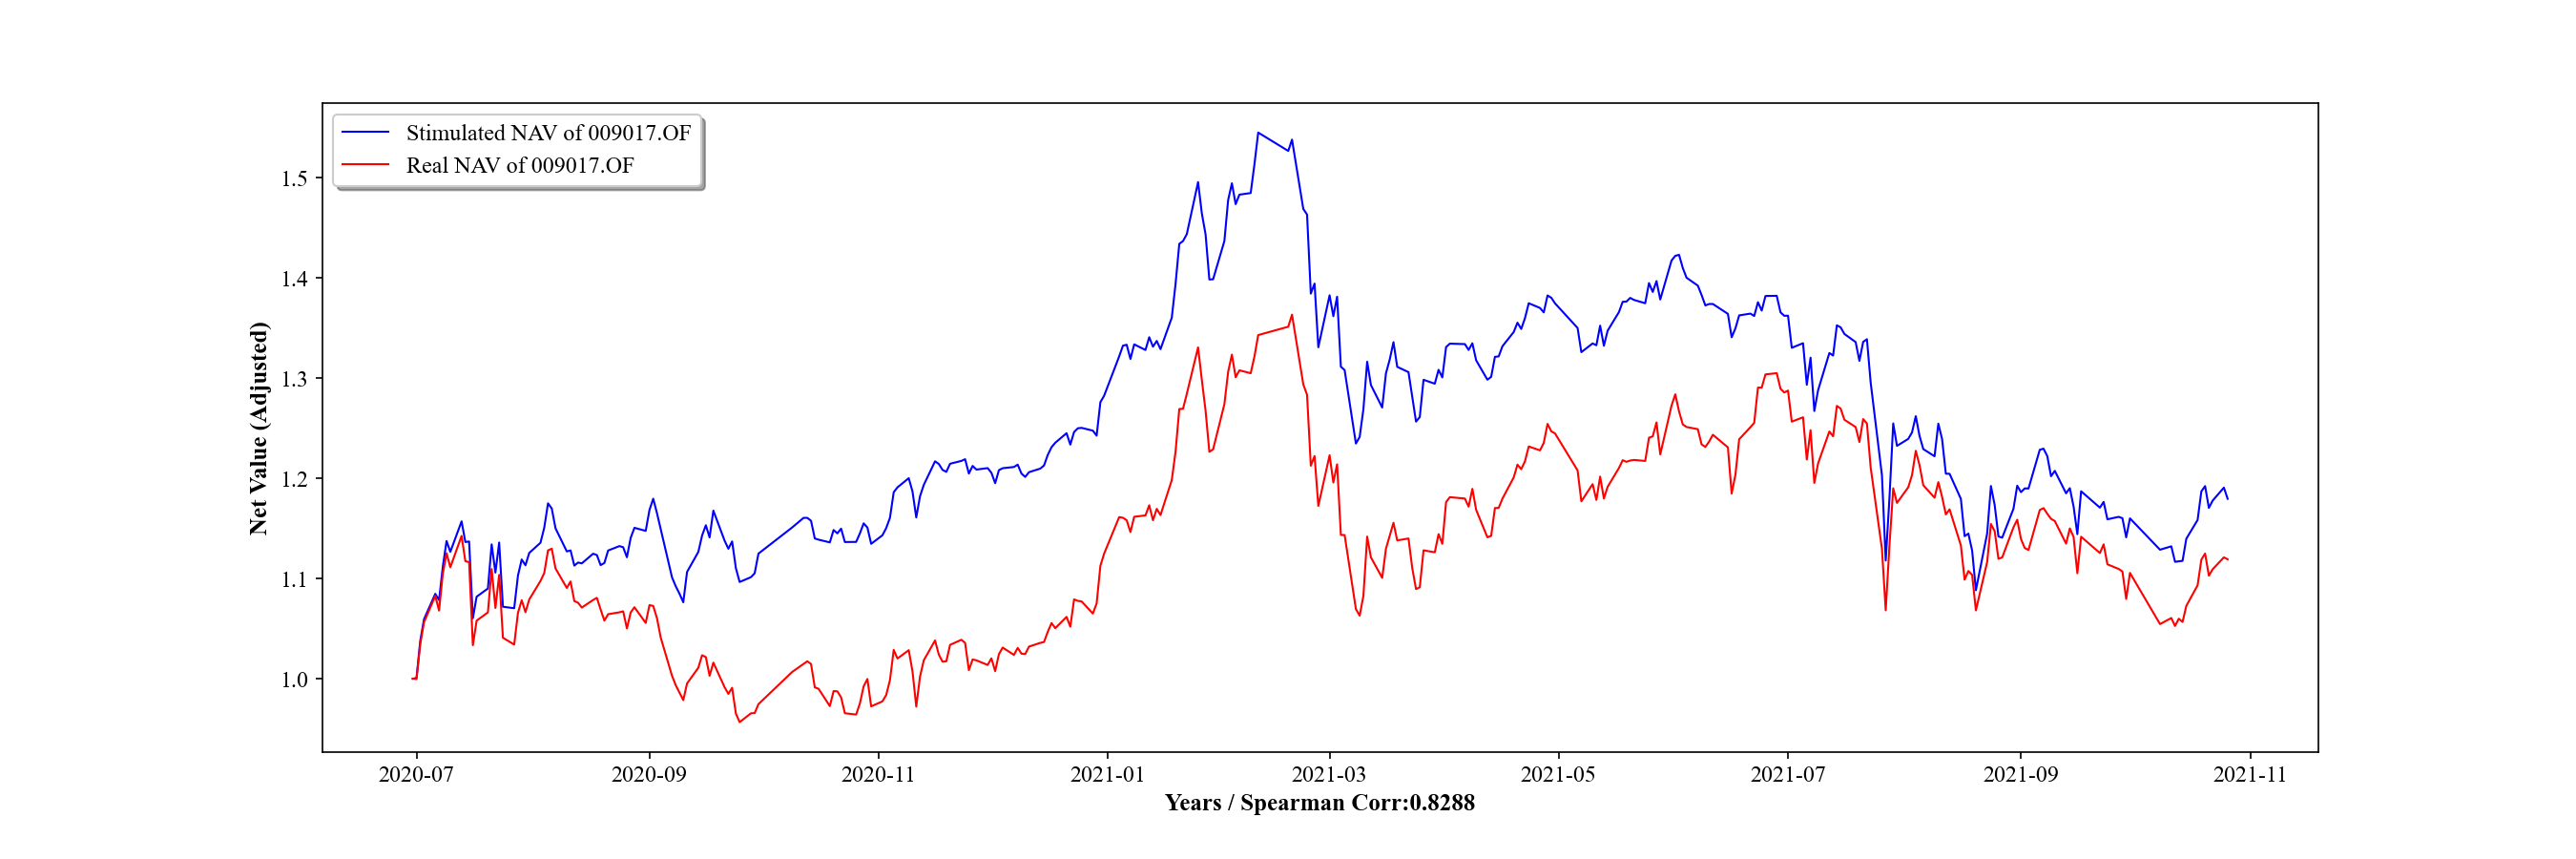 Stimulated NAV of 009017.OF
Real NAV of 009017.OF
Net Value (Adjusted)
1.5
1.4
1.3
1.2
1.1
1.0
2020-07 2020-09 2020-11 2021-01 2021-03 2021-05 2021-07 2021-09 2021-11
Years / Spearman Corr:0.8288